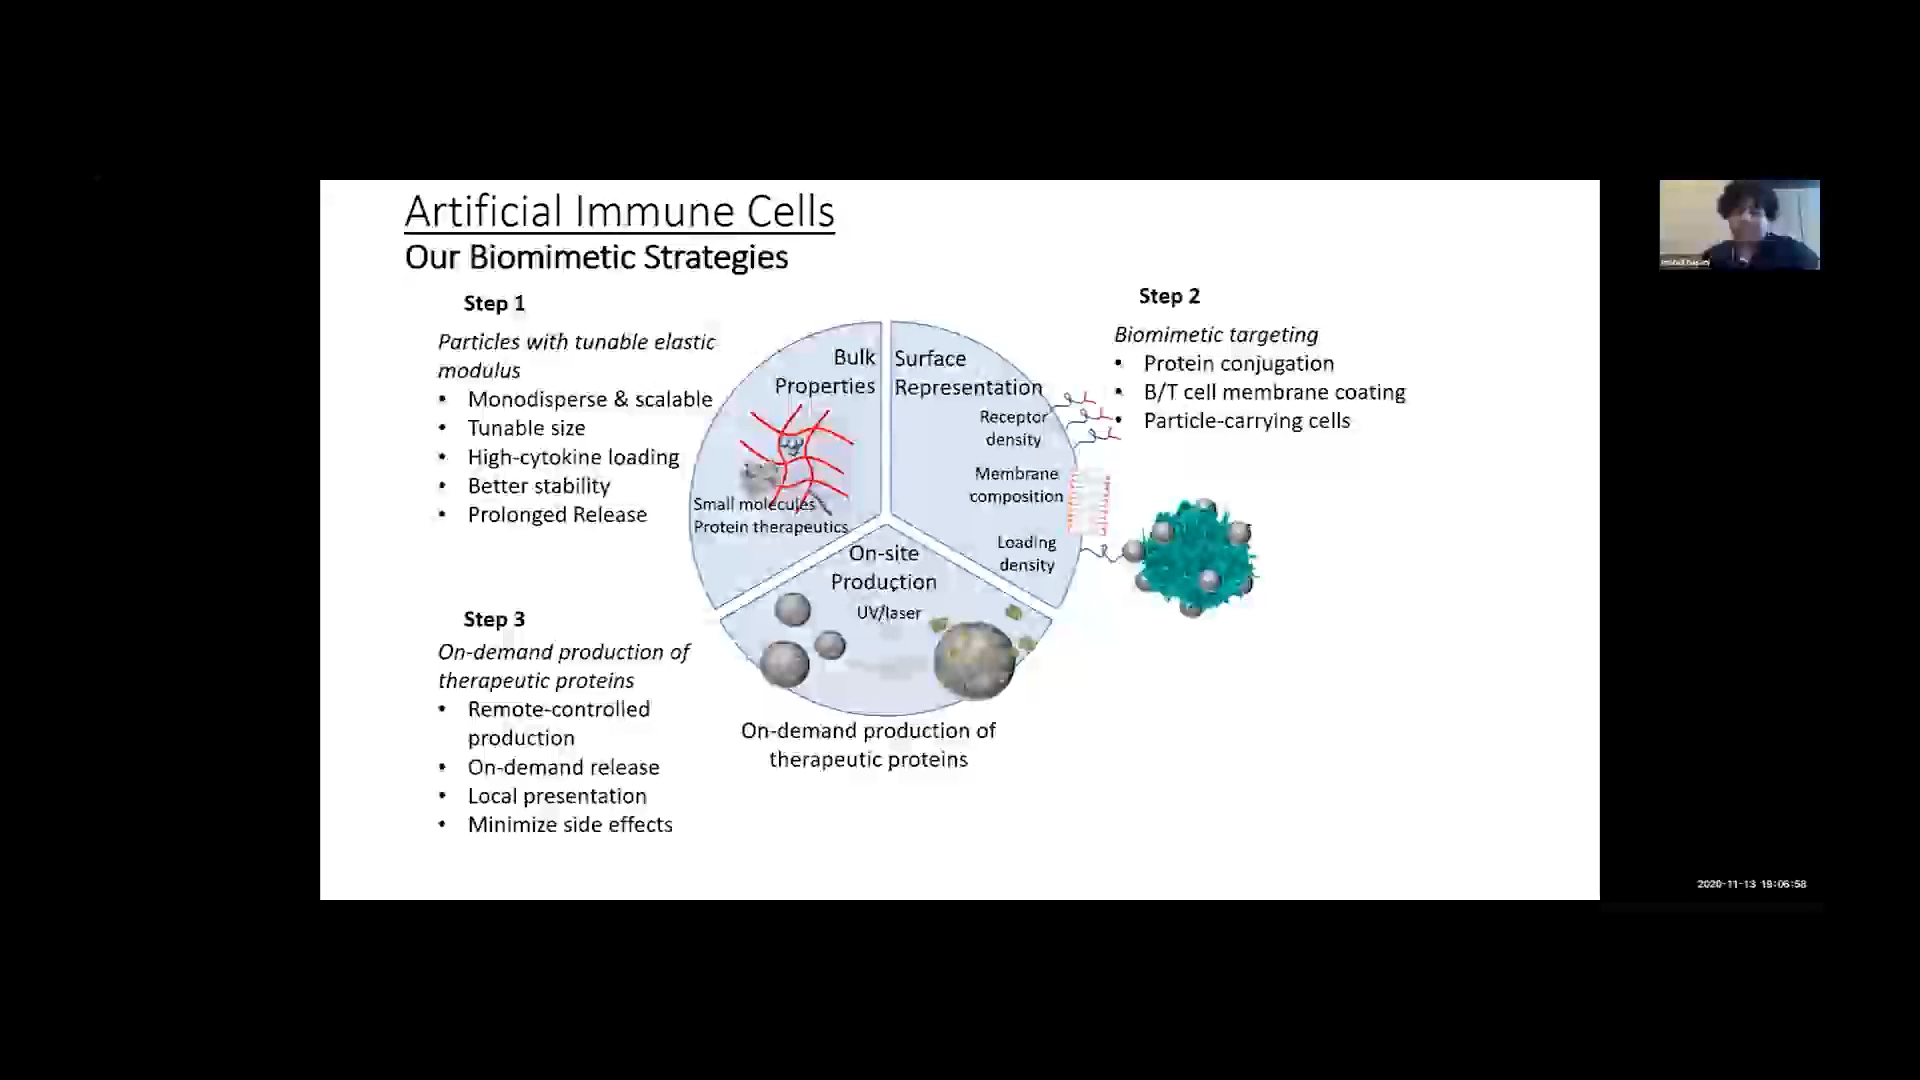 Artificial Immune Cells
Our Biomimetic Strategies
Step 1
Particles with tunable elastic
modulus
• Monodisperse & scalable
• Tunable size
• High-cytokine loading
• Better stability
• Prolonged Release
Step 2
Biomimetic targeting
• Protein conjugation
• B/T cell membrane coating
• Particle-carrying cells
Bulk
Properties
Small molecules
Protein therapeutics
Surface
Representation
Receptor
density
Membrane
composition
Loading
density
On-site
Production
UV/laser
On-demand production of
therapeutic proteins
Step 3
On-demand production of
therapeutic proteins
• Remote-controlled
production
• On-demand release
• Local presentation
• Minimize side effects
2020-11-13 19:06:58